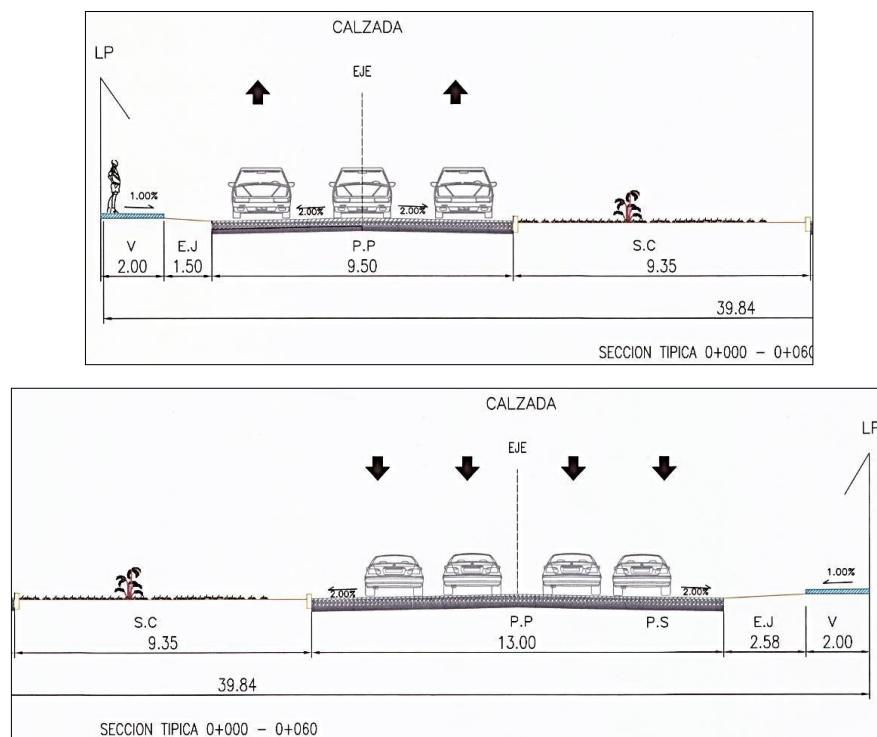 CALZADA
LP
EJE
1.00%
2.00%
2.00%
V
E.J
P.P
S.C
2.00
1.50
9.50
9.35
39.84
SECCION TIPICA 0+000 - 0+060
CALZADA
LP
EJE
1.00%
2.00%
2.00%
S.C
P.P
P.S
E.J
V
9.35
13.00
2.58
2.00
39.84
SECCION TIPICA 0+000 - 0+060